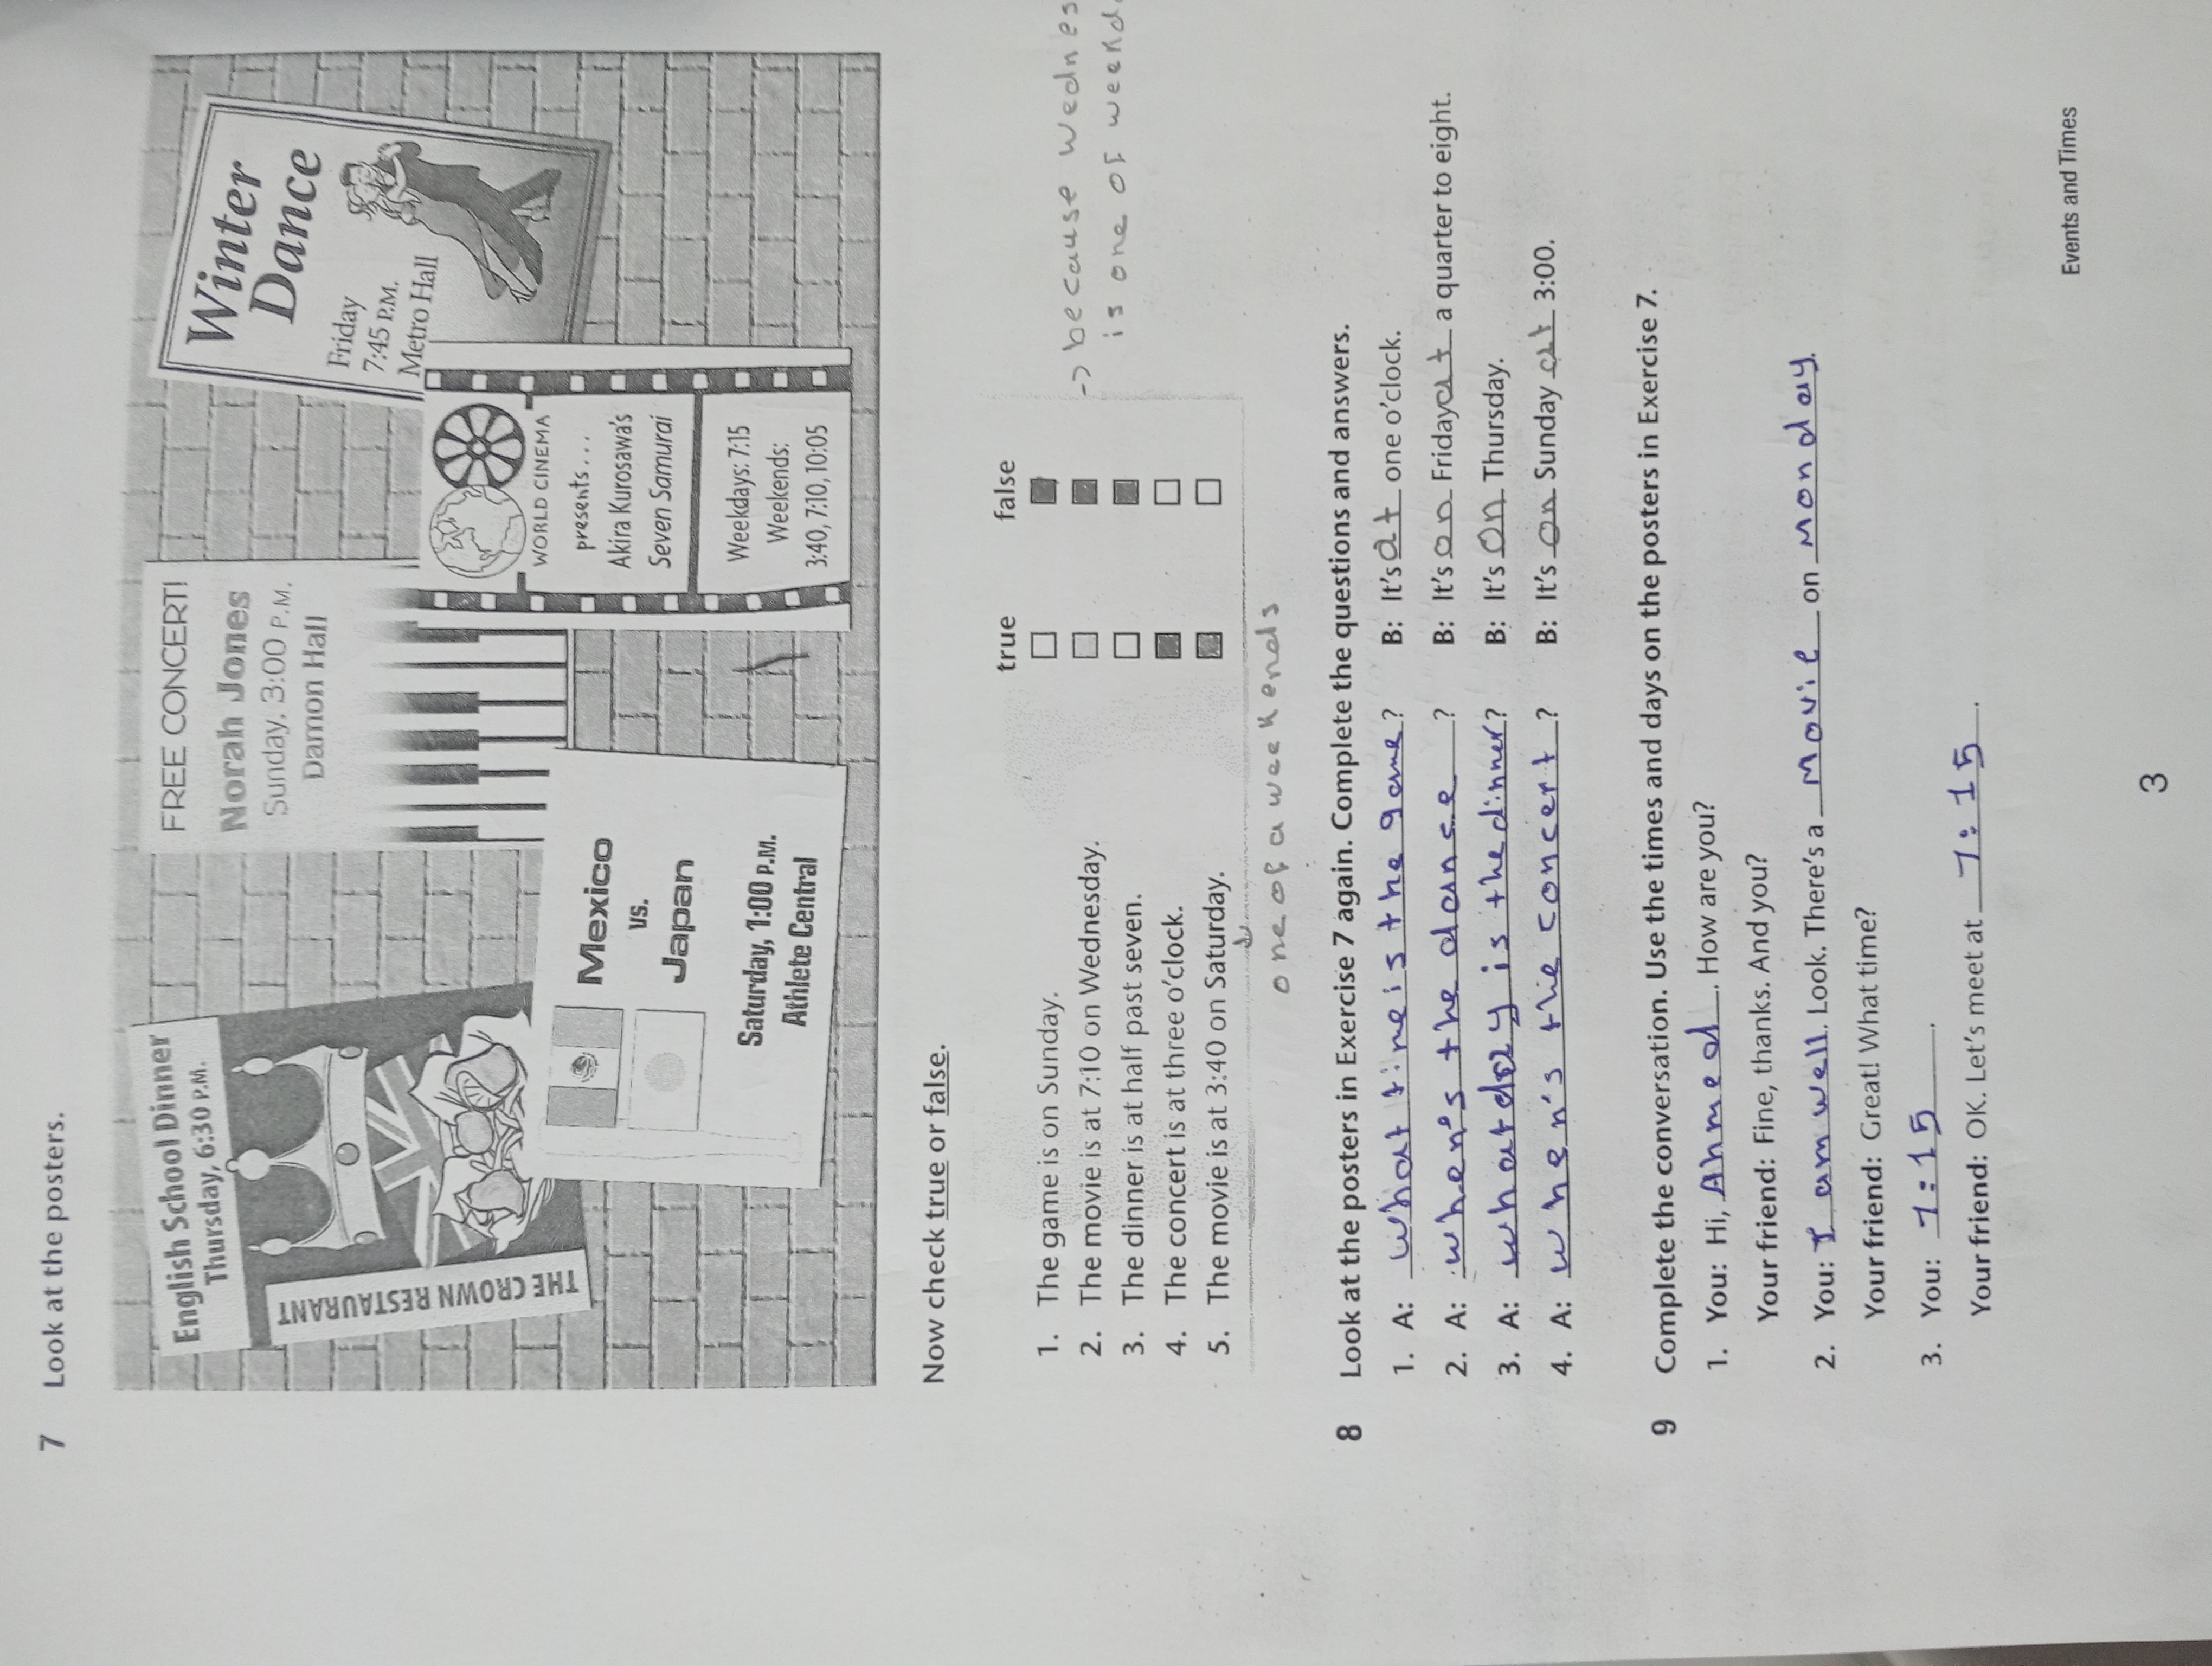 7 Look at the posters.
English School Dinner
Thursday, 6:30 P.M.
THE CROWN RESTAURANT
FREE CONCERT!
Norah Jones
Sunday, 3:00 P.M.
Damon Hall
Winter
Dance
Friday
7:45 P.M.
Metro Hall
Mexico
vs.
Japan
Saturday, 1:00 P.M.
Athlete Central
WORLD CINEMA
presents...
Akira Kurosawa's
Seven Samurai
Weekdays: 7:15
Weekends:
3:40, 7:10, 10:05
Now check true or false.
true false
1. The game is on Sunday.
2. The movie is at 7:10 on Wednesday. -> because wednes
3. The dinner is at half past seven. is one of weekd
4. The concert is at three o'clock.
5. The movie is at 3:40 on Saturday.
one of a weekends
8 Look at the posters in Exercise 7 again. Complete the questions and answers.
1. A: what time is the game? B: It's at one o'clock.
2. A: when's the dance? B: It's on Friday at a quarter to eight.
3. A: what day is the dinner? B: It's on Thursday.
4. A: when's the concert? B: It's on Sunday at 3:00.
9 Complete the conversation. Use the times and days on the posters in Exercise 7.
1. You: Hi, Ahmed. How are you?
Your friend: Fine, thanks. And you?
2. You: I am well. Look. There's a movie on monday.
Your friend: Great! What time?
3. You: 7:15.
Your friend: OK. Let's meet at 7:15.
Events and Times
3